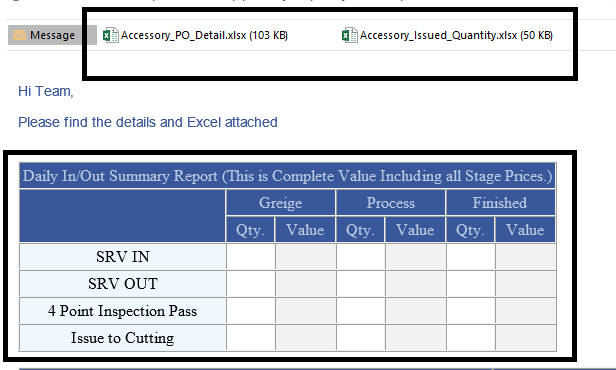 Message Accessory_PO_Detail.xlsx (103 KB) Accessory_Issued_Quantity.xlsx (50 KB)
Hi Team,
Please find the details and Excel attached
Daily In/Out Summary Report (This is Complete Value Including all Stage Prices.)
Greige Process Finished
Qty. Value Qty. Value Qty. Value
SRV IN
SRV OUT
4 Point Inspection Pass
Issue to Cutting